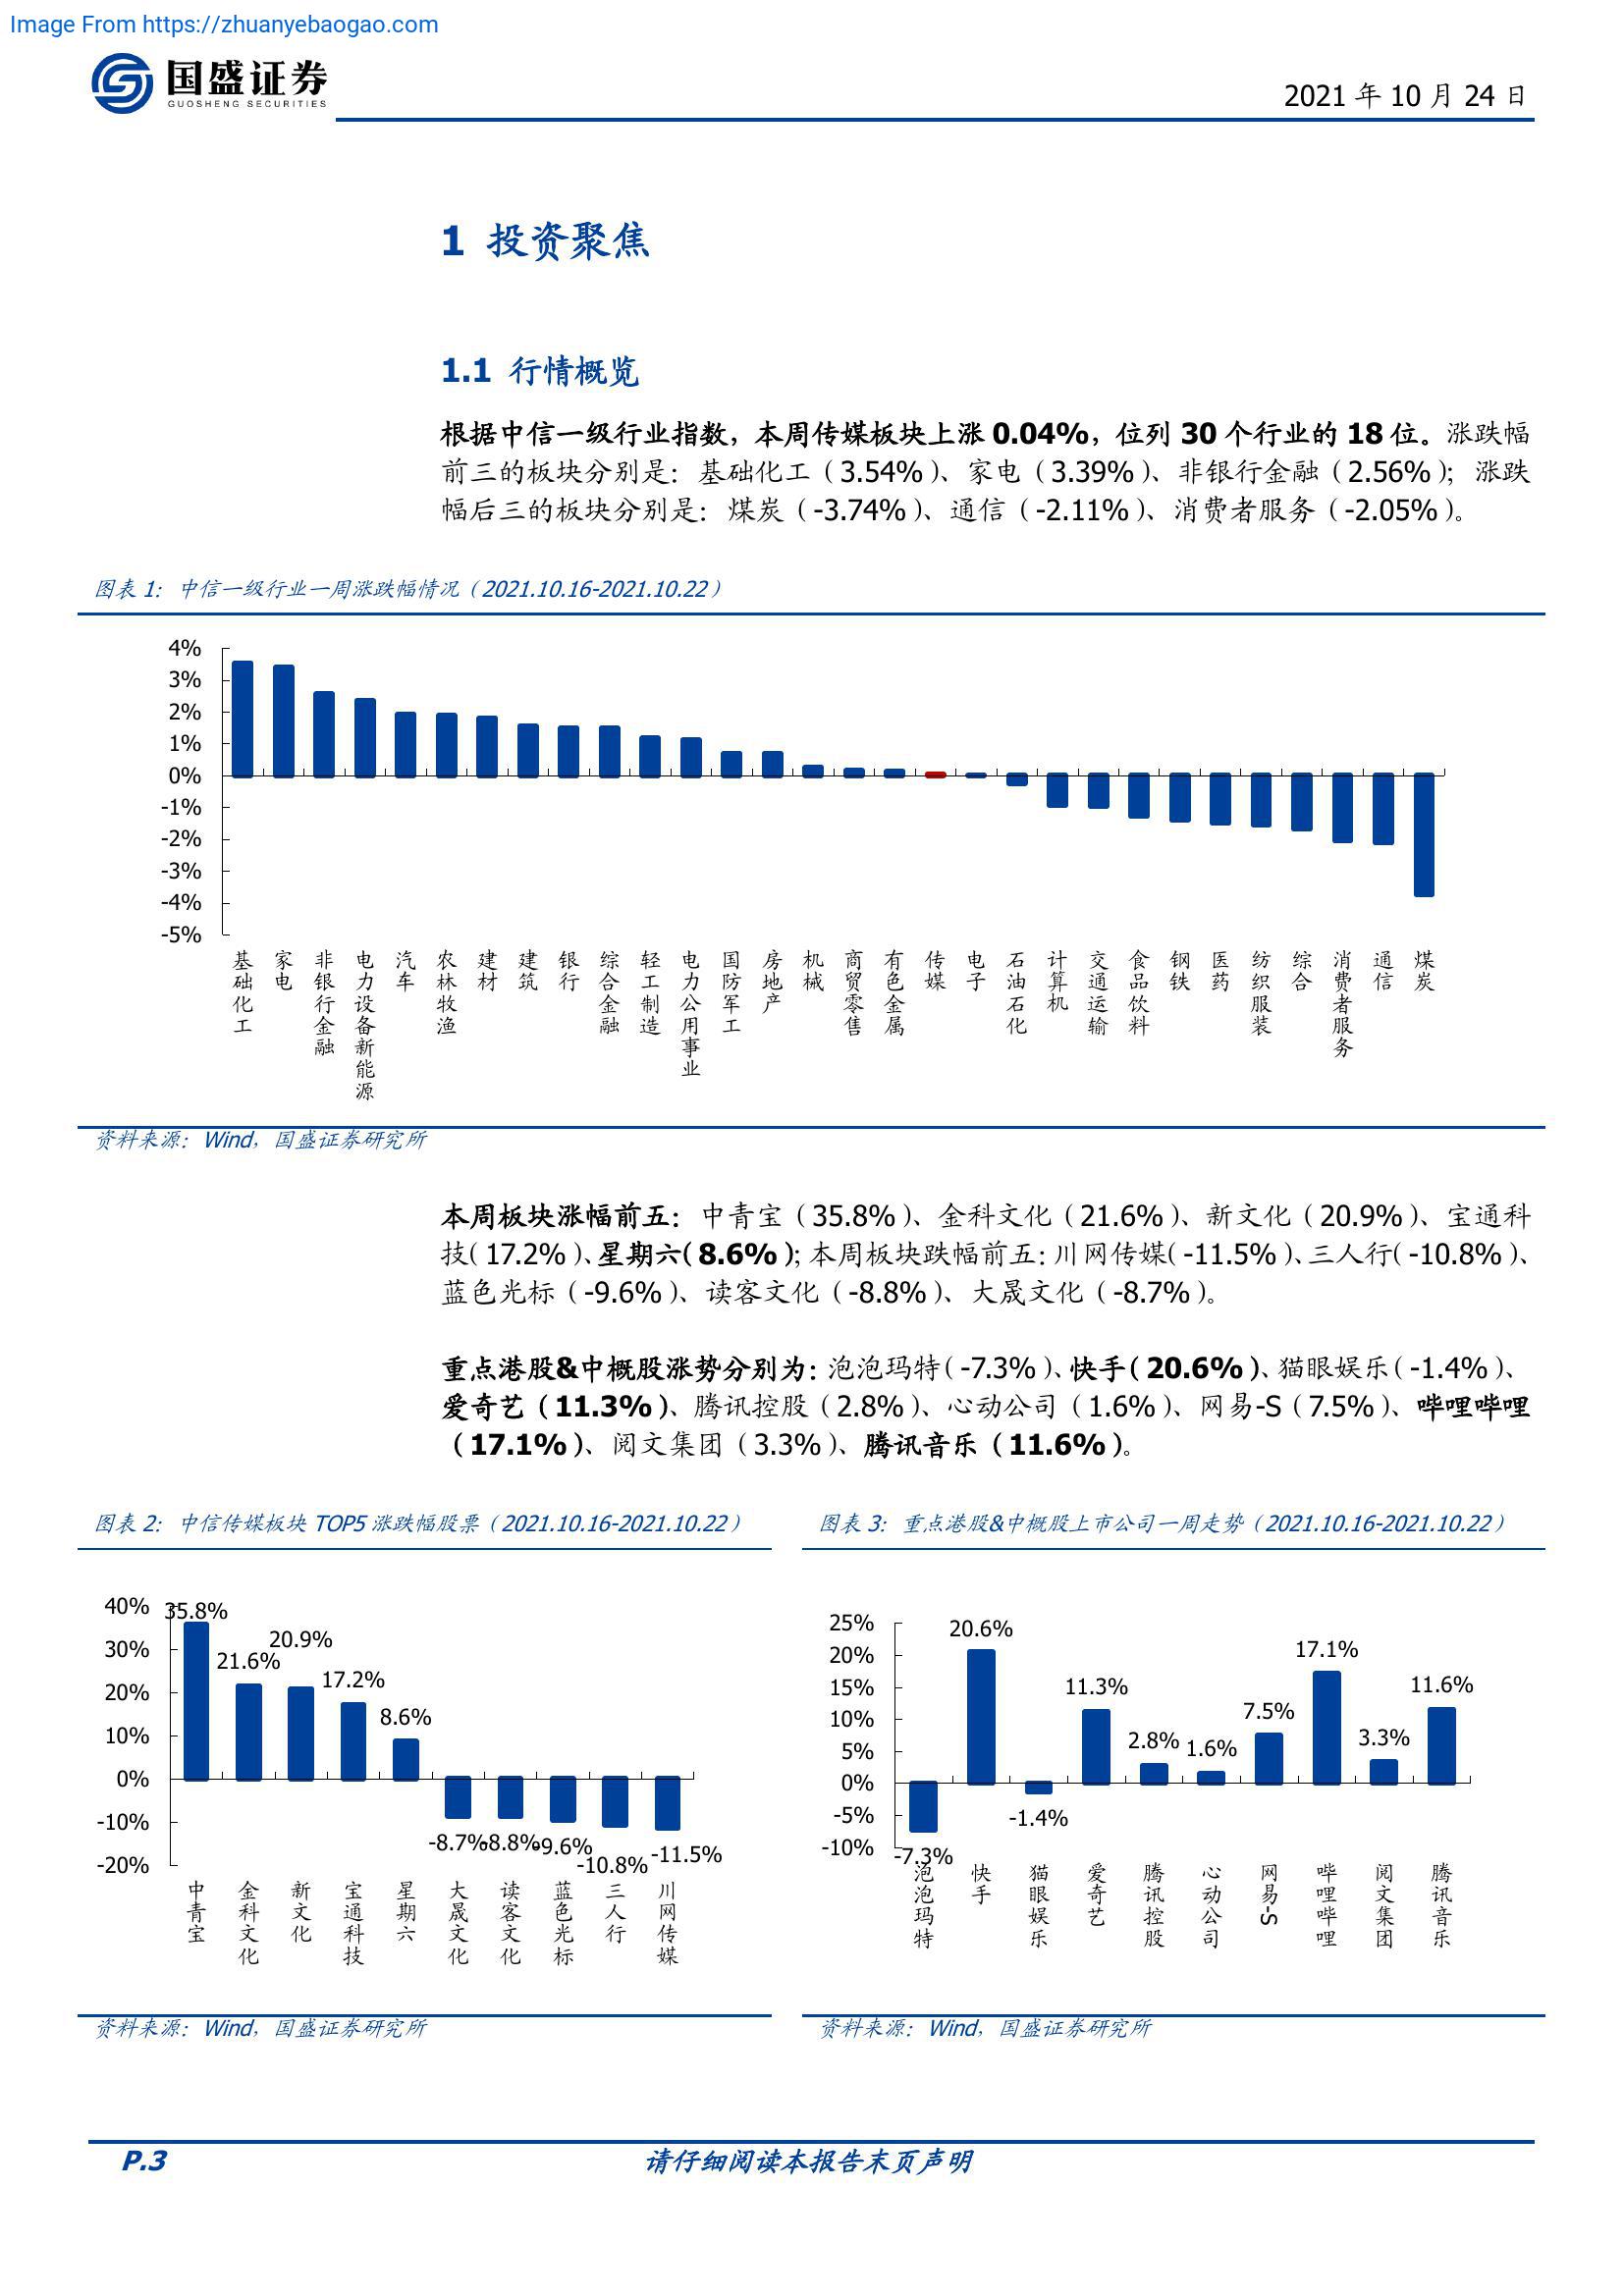 Image From https://zhuanyebaogao.com
国盛证券
GUOSHENG SECURITIES
2021 年 10 月 24 日
1 投资聚焦
1.1 行情概览
根据中信一级行业指数，本周传媒板块上涨 0.04%，位列 30 个行业的 18 位。涨跌幅
前三的板块分别是：基础化工（3.54%）、家电（3.39%）、非银行金融（2.56%）；涨跌
幅后三的板块分别是：煤炭（-3.74%）、通信（-2.11%）、消费者服务（-2.05%）。
图表 1：中信一级行业一周涨跌幅情况（2021.10.16-2021.10.22）
4%
3%
2%
1%
0%
-1%
-2%
-3%
-4%
-5%
基础化工
家电
非银行金融
电力设备新能源
汽车
农林牧渔
建材
建筑
银行
综合金融
轻工制造
电力公用事业
国防军工
房地产
机械
商贸零售
有色金属
传媒
电子
石油石化
计算机
交通运输
食品饮料
钢铁
医药
纺织服装
综合
消费者服务
通信
煤炭
资料来源：Wind，国盛证券研究所
本周板块涨幅前五：中青宝（35.8%）、金科文化（21.6%）、新文化（20.9%）、宝通科
技（17.2%）、星期六（8.6%）；本周板块跌幅前五：川网传媒（-11.5%）、三人行（-10.8%）、
蓝色光标（-9.6%）、读客文化（-8.8%）、大晟文化（-8.7%）。
重点港股&中概股涨势分别为：泡泡玛特（-7.3%）、快手（20.6%）、猫眼娱乐（-1.4%）、
爱奇艺（11.3%）、腾讯控股（2.8%）、心动公司（1.6%）、网易-S（7.5%）、哔哩哔哩
（17.1%）、阅文集团（3.3%）、腾讯音乐（11.6%）。
图表 2：中信传媒板块 TOP5 涨跌幅股票（2021.10.16-2021.10.22）
40%
30%
20%
10%
0%
-10%
-20%
35.8%
21.6%
20.9%
17.2%
8.6%
-8.7%
-8.8%
-9.6%
-10.8%
-11.5%
中青宝
金科文化
新文化
宝通科技
星期六
大晟文化
读客文化
蓝色光标
三人行
川网传媒
资料来源：Wind，国盛证券研究所
图表 3：重点港股&中概股上市公司一周走势（2021.10.16-2021.10.22）
25%
20%
15%
10%
5%
0%
-5%
-10%
-7.3%
20.6%
-1.4%
11.3%
2.8%
1.6%
7.5%
17.1%
3.3%
11.6%
泡泡玛特
快手
猫眼娱乐
爱奇艺
腾讯控股
心动公司
网易-S
哔哩哔哩
阅文集团
腾讯音乐
资料来源：Wind，国盛证券研究所
P.3
请仔细阅读本报告末页声明